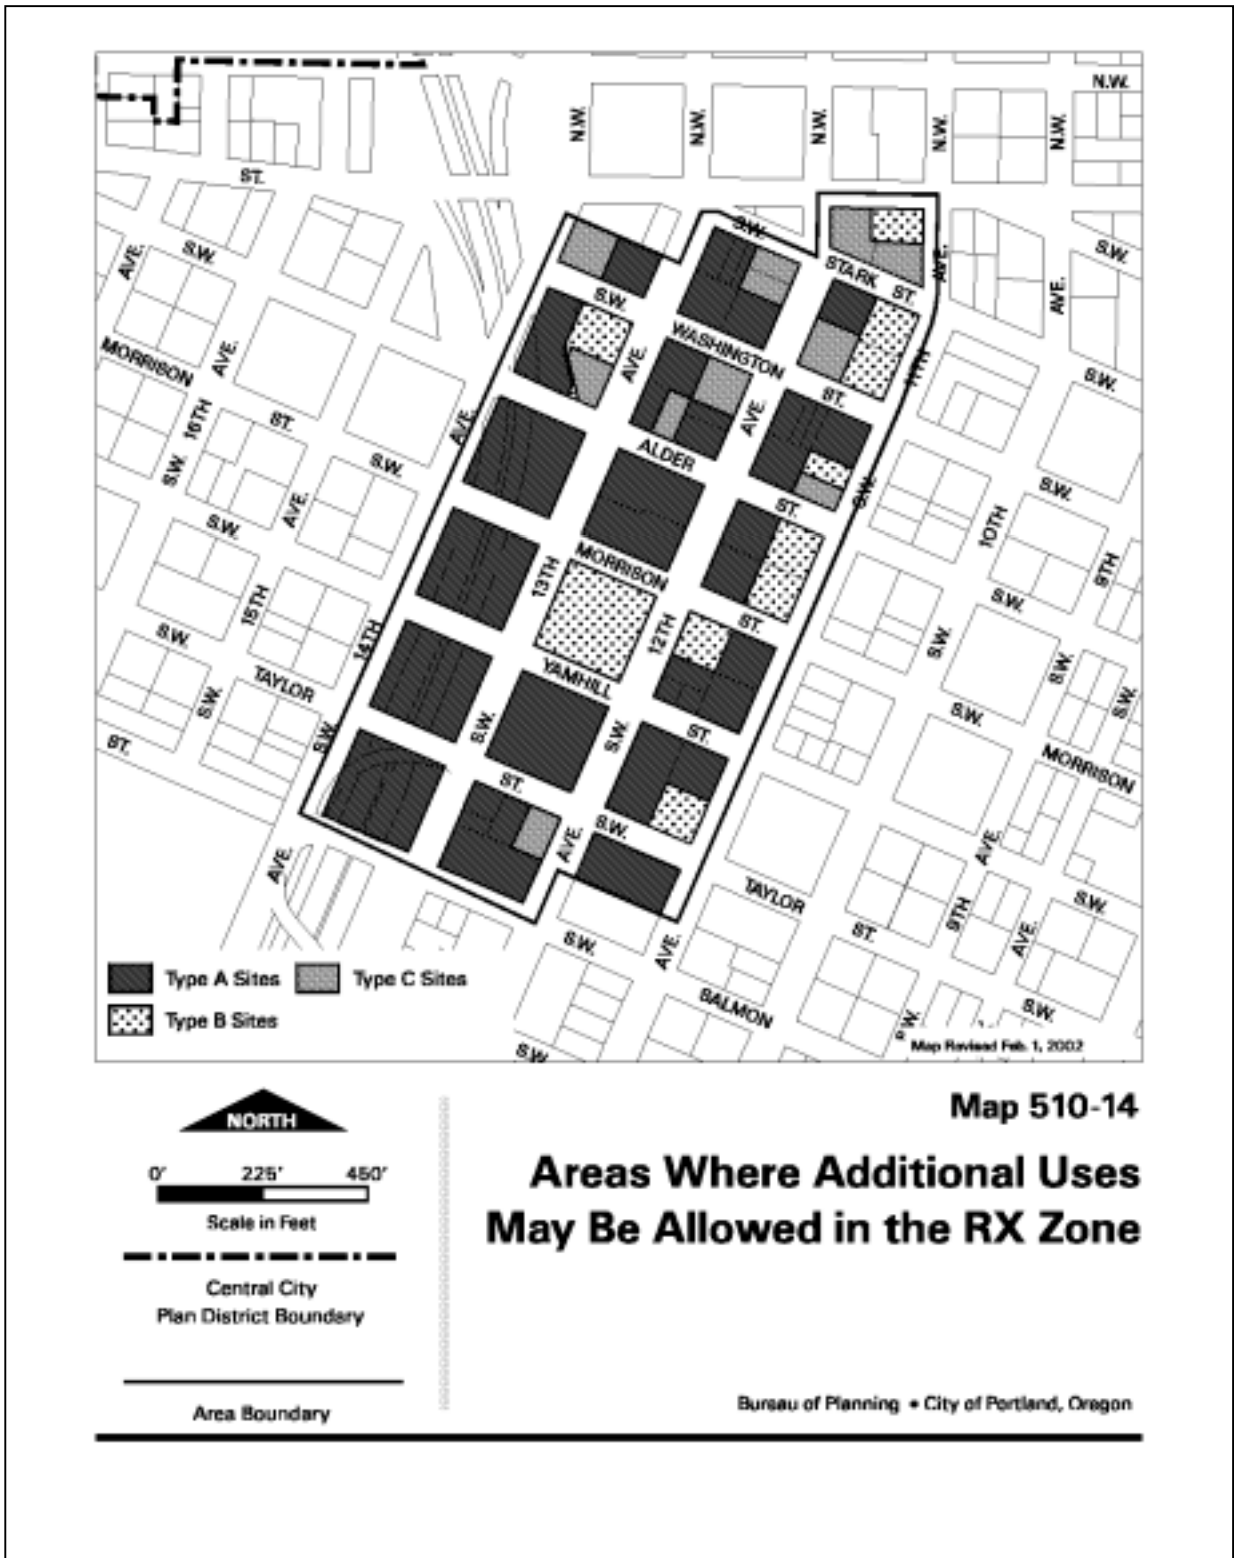 N.W.
N.W.
N.W.
N.W.
N.W.
N.W.
ST.
S.W.
AVE.
S.W.
STARK ST.
AVE.
S.W.
AVE.
S.W.
WASHINGTON
MORRISON
AVE.
AVE.
11TH
S.W.
ST.
16TH
ST.
AVE.
AVE.
ALDER
S.W.
S.W.
S.W.
AVE.
ST.
S.W.
S.W.
10TH
MORRISON
13TH
9TH
15TH
S.W.
ST.
12TH
14TH
S.W.
S.W.
YAMHILL
S.W.
TAYLOR
S.W.
S.W.
S.W.
S.W.
S.W.
S.W.
ST.
ST.
MORRISON
ST.
S.W.
AVE.
AVE.
AVE.
TAYLOR
S.W.
9TH
ST.
AVE.
S.W.
AVE.
SALMON
S.W.
S.W.
S.W.
Type A Sites
Type C Sites
Type B Sites
Map Revised Feb. 1, 2002
NORTH
0' 225' 450'
Scale in Feet
Central City
Plan District Boundary
Area Boundary
Map 510-14
Areas Where Additional Uses
May Be Allowed in the RX Zone
Bureau of Planning • City of Portland, Oregon